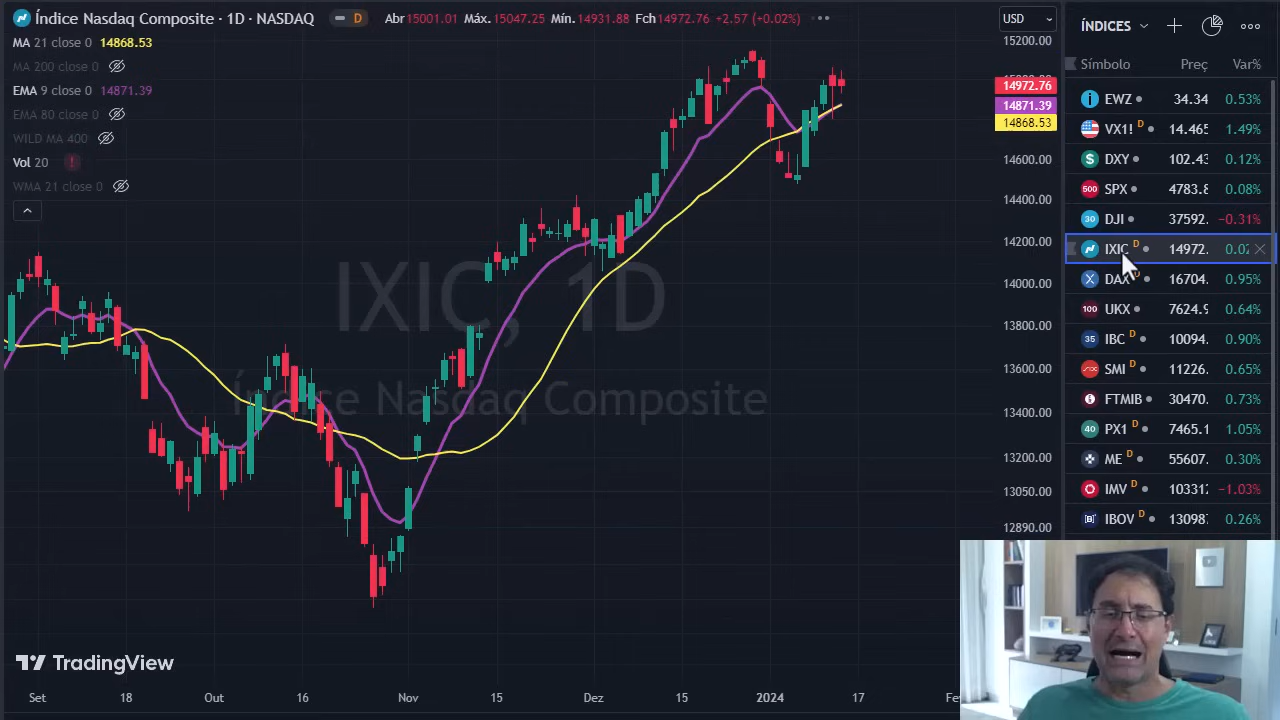 Índice Nasdaq Composite · 1D · NASDAQ D Abr15001.01 Máx.15047.25 Mín.14931.88 Fch14972.76 +2.57 (+0.02%)
MA 21 close 0 14868.53
MA 200 close 0
EMA 9 close 0 14871.39
EMA 80 close 0
WILD MA 400
Vol 20 !
WMA 21 close 0
USD
15200.00
14972.76
14871.39
14868.53
14600.00
14400.00
14200.00
14000.00
13800.00
13600.00
13400.00
13200.00
13050.00
12890.00
IXIC, 1D
Índice Nasdaq Composite
TradingView
Set 18 Out 16 Nov 15 Dez 15 2024 17
ÍNDICES
Símbolo Preç Var%
EWZ 34.34 0.53%
VX1! D 14.465 1.49%
DXY 102.43 0.12%
500 SPX 4783.8 0.08%
30 DJI 37592. −0.31%
IXIC D 14972. 0.02
X DAX D 16704. 0.95%
100 UKX 7624.9 0.64%
35 IBC D 10094. 0.90%
SMI D 11226. 0.65%
FTMIB 30470. 0.73%
40 PX1 D 7465.1 1.05%
ME D 55607. 0.30%
IMV D 10331 −1.03%
IBOV D 13098 0.26%